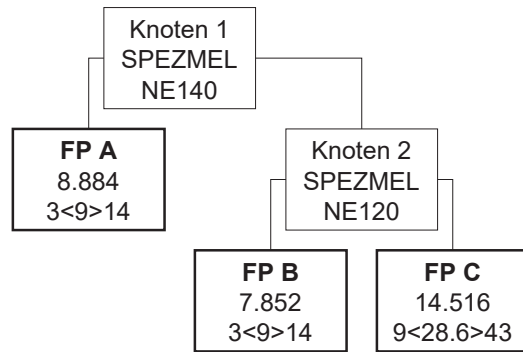 Knoten 1
SPEZMEL
NE140
FP A
8.884
3<9>14
Knoten 2
SPEZMEL
NE120
FP B
7.852
3<9>14
FP C
14.516
9<28.6>43